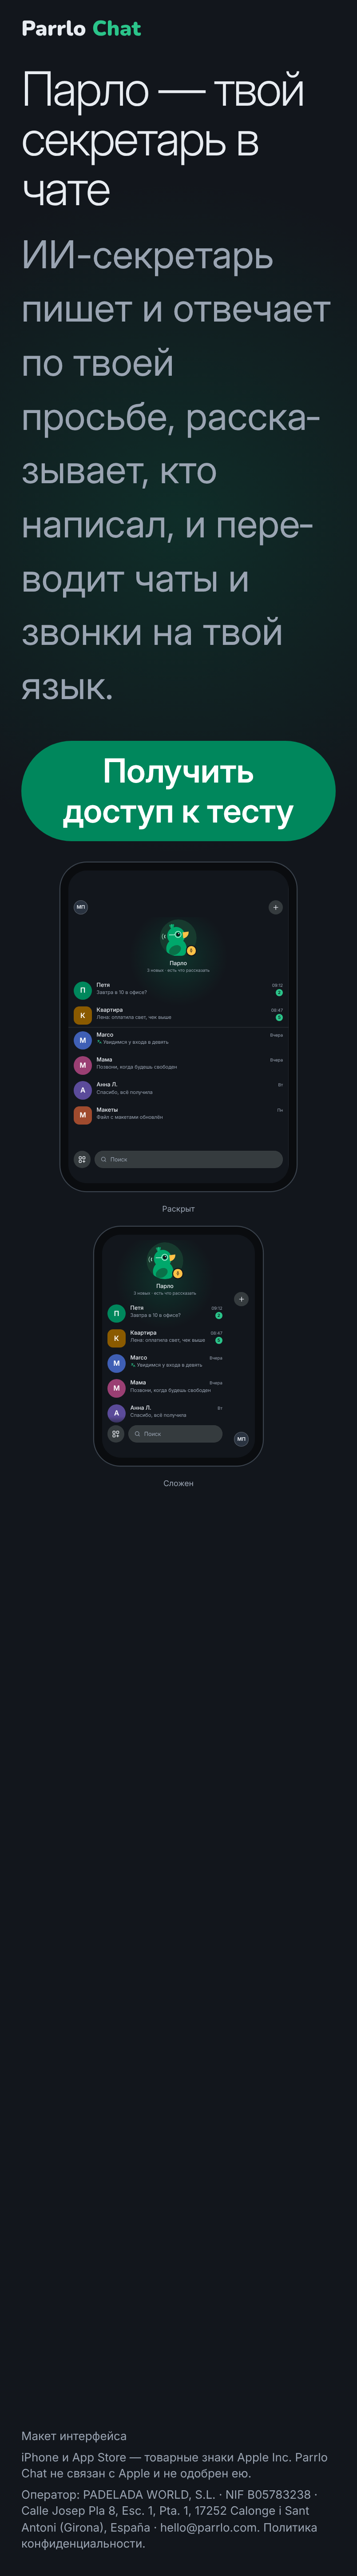 Parrlo Chat
Парло — твой
секретарь в
чате
ИИ-секретарь
пишет и отвечает
по твоей
просьбе, расска-
зывает, кто
написал, и пере-
водит чаты и
звонки на твой
язык.
Получить
доступ к тесту
МП
+
Парло
3 новых · есть что рассказать
П
Петя
09:12
Завтра в 10 в офисе?
2
К
Квартира
08:47
Лена: оплатила свет, чек выше
5
M
Marco
Вчера
Увидимся у входа в девять
М
Мама
Вчера
Позвони, когда будешь свободен
А
Анна Л.
Вт
Спасибо, всё получила
М
Макеты
Пн
Файл с макетами обновлён
Поиск
Раскрыт
Парло
3 новых · есть что рассказать
+
П
Петя
09:12
Завтра в 10 в офисе?
2
К
Квартира
08:47
Лена: оплатила свет, чек выше
5
M
Marco
Вчера
Увидимся у входа в девять
М
Мама
Вчера
Позвони, когда будешь свободен
А
Анна Л.
Вт
Спасибо, всё получила
Поиск
МП
Сложен
Макет интерфейса
iPhone и App Store — товарные знаки Apple Inc. Parrlo
Chat не связан с Apple и не одобрен ею.
Оператор: PADELADA WORLD, S.L. · NIF B05783238 ·
Calle Josep Pla 8, Esc. 1, Pta. 1, 17252 Calonge i Sant
Antoni (Girona), España · hello@parrlo.com. Политика
конфиденциальности.